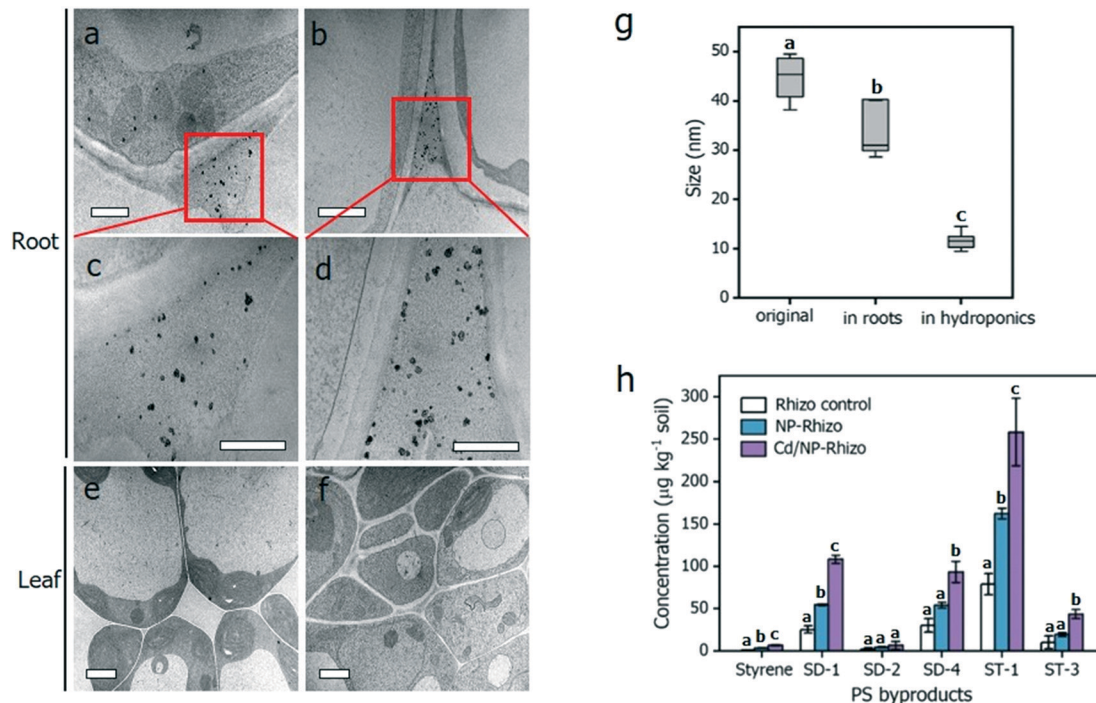 a
b
Root
c
d
e
f
Leaf
g
50
40
30
20
10
0
Size (nm)
a
b
c
original
in roots
in hydroponics
h
300
250
200
150
100
50
0
Concentration (µg kg⁻¹ soil)
Rhizo control
NP-Rhizo
Cd/NP-Rhizo
a b c
a b c
a a a
a a b
a b c
a a b
Styrene SD-1 SD-2 SD-4 ST-1 ST-3
PS byproducts